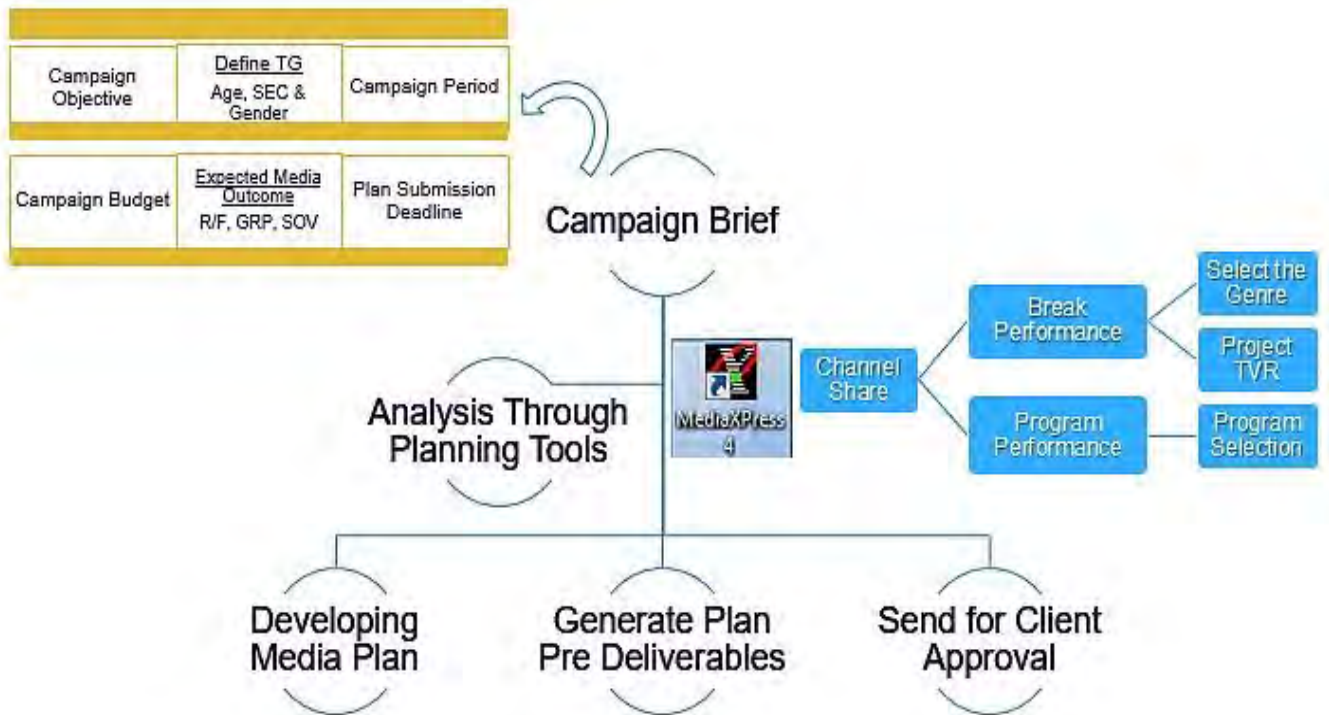 Campaign
Objective
Define TG
Age, SEC &
Gender
Campaign Period
Campaign Budget
Expected Media
Outcome
R/F, GRP, SOV
Plan Submission
Deadline
Campaign Brief
Analysis Through
Planning Tools
MediaXPress
4
Channel
Share
Break
Performance
Select the
Genre
Project
TVR
Program
Performance
Program
Selection
Developing
Media Plan
Generate Plan
Pre Deliverables
Send for Client
Approval